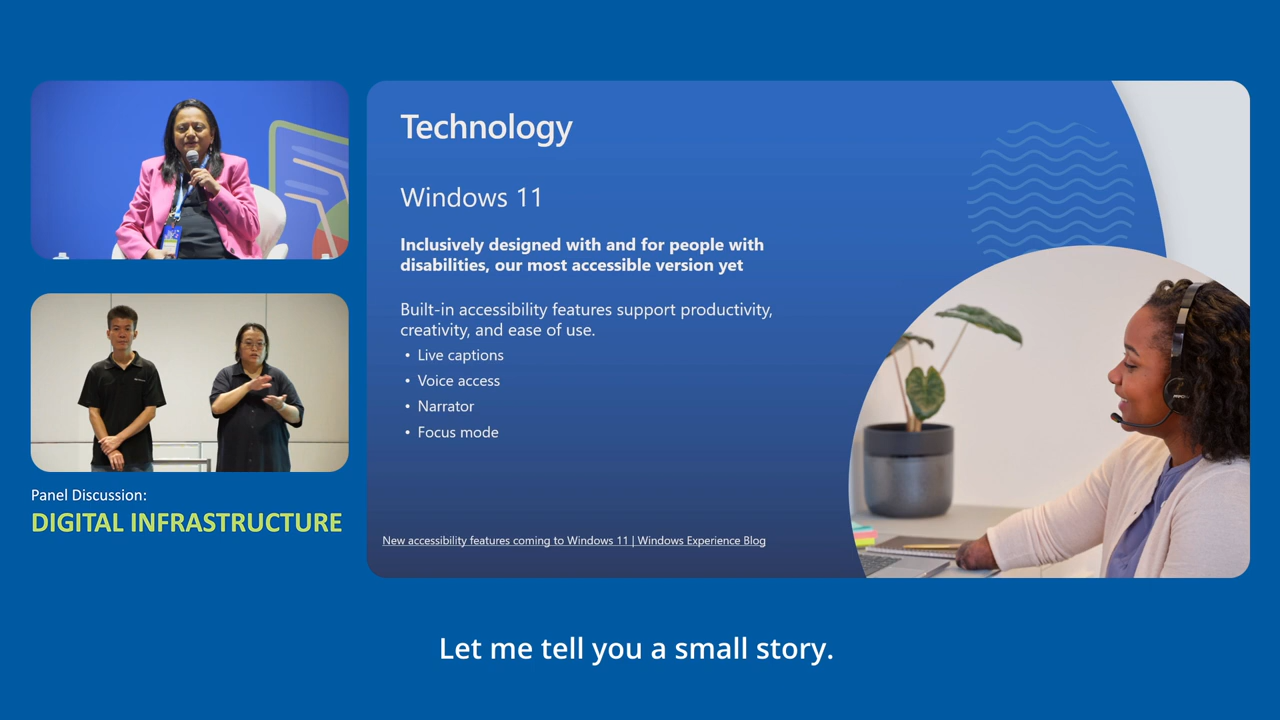 Technology
Windows 11
Inclusively designed with and for people with
disabilities, our most accessible version yet
Built-in accessibility features support productivity,
creativity, and ease of use.
• Live captions
• Voice access
• Narrator
• Focus mode
New accessibility features coming to Windows 11 | Windows Experience Blog
Panel Discussion:
DIGITAL INFRASTRUCTURE
Let me tell you a small story.